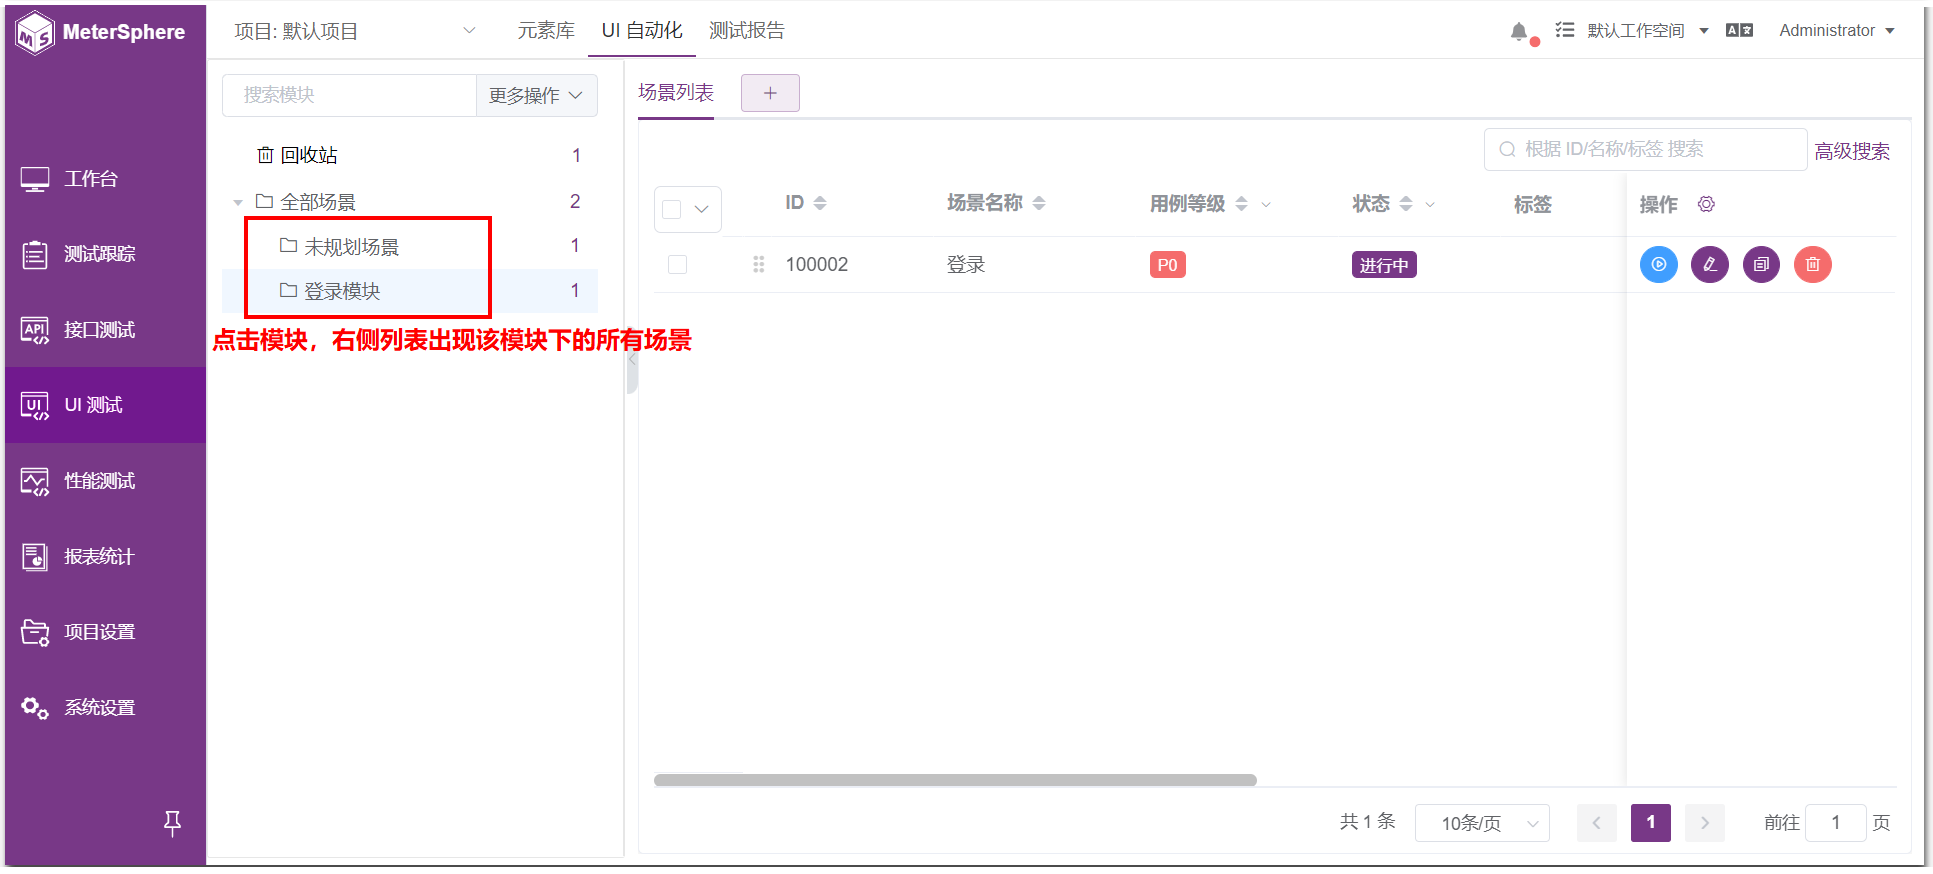 MeterSphere
项目: 默认项目
元素库
UI 自动化
测试报告
默认工作空间
Administrator
工作台
测试跟踪
接口测试
UI 测试
性能测试
报表统计
项目设置
系统设置
搜索模块
更多操作
回收站 1
全部场景 2
未规划场景 1
登录模块 1
点击模块，右侧列表出现该模块下的所有场景
场景列表
+
根据 ID/名称/标签 搜索
高级搜索
ID 场景名称 用例等级 状态 标签 操作
100002 登录 P0 进行中
共 1 条
10条/页
1
前往 1 页